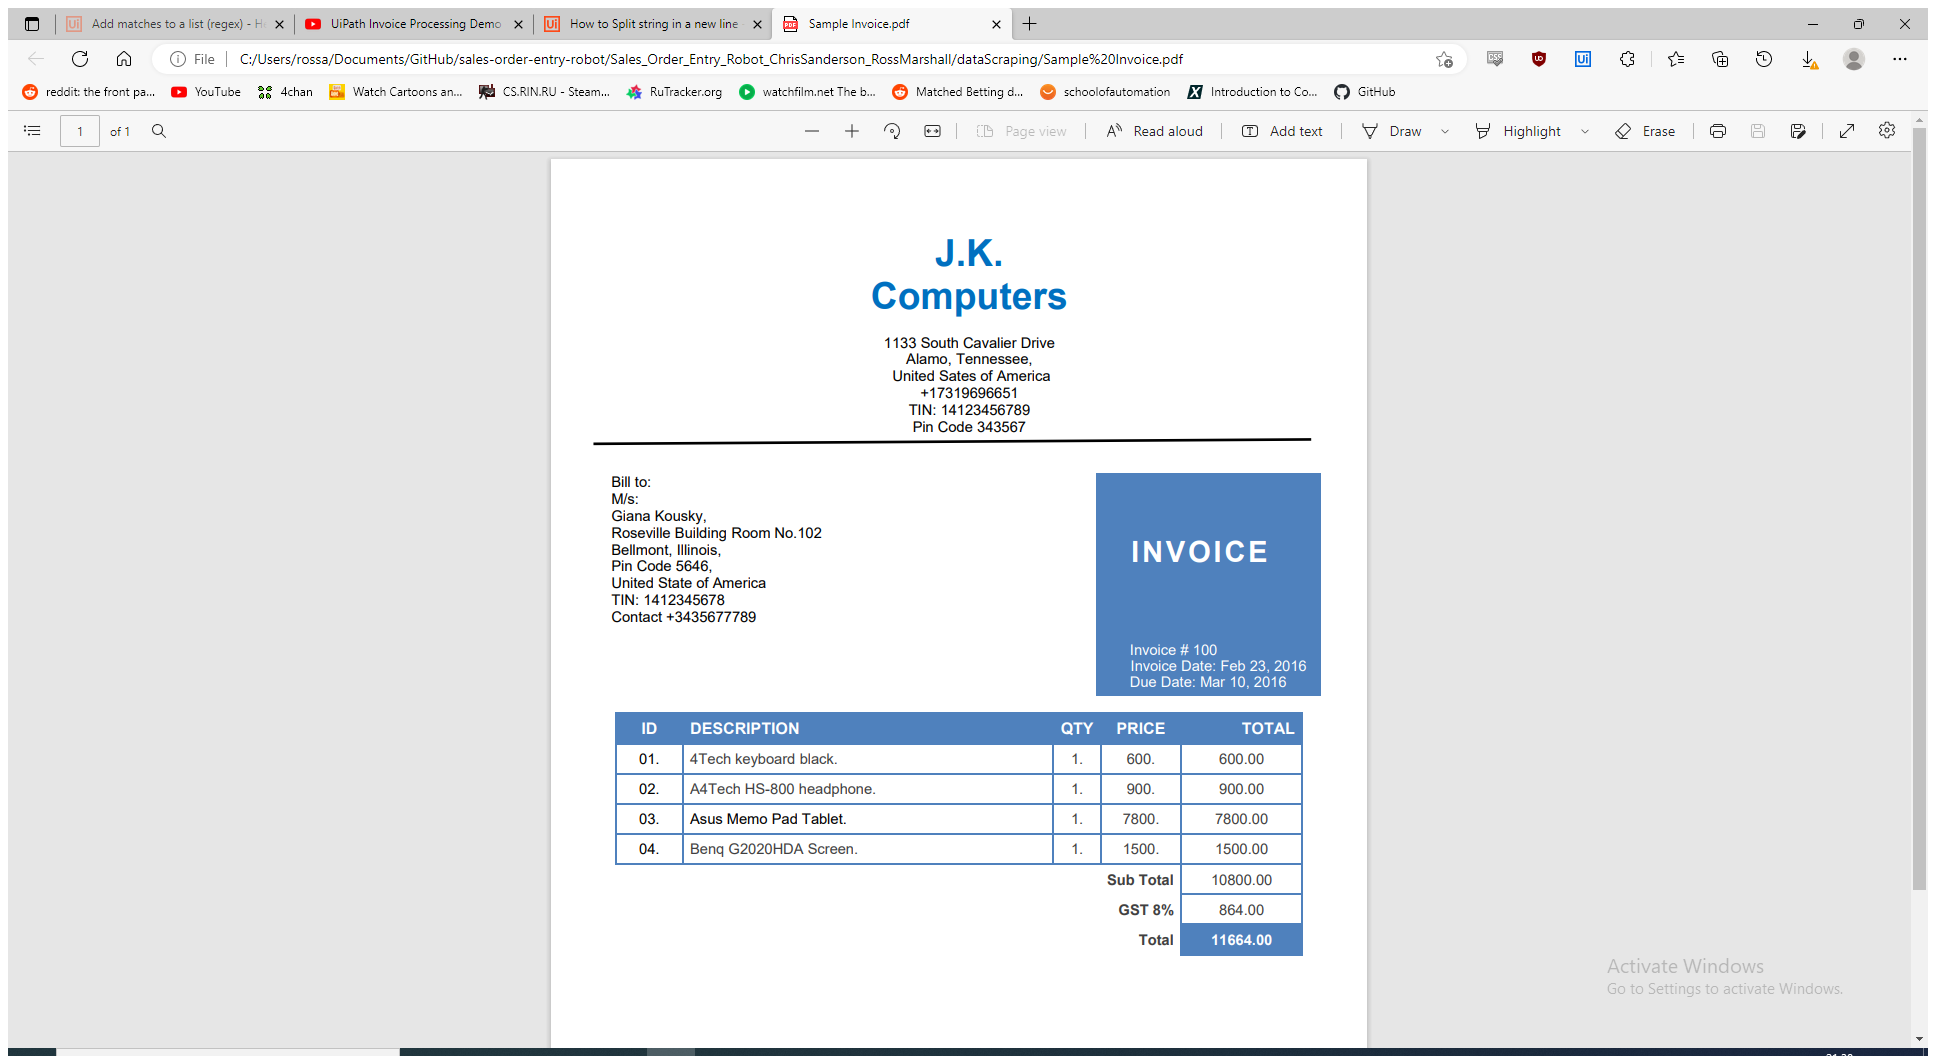 Add matches to a list (regex) - H
UiPath Invoice Processing Demo
How to Split string in a new line
Sample Invoice.pdf
File
C:/Users/rossa/Documents/GitHub/sales-order-entry-robot/Sales_Order_Entry_Robot_ChrisSanderson_RossMarshall/dataScraping/Sample%20Invoice.pdf
reddit: the front pa... YouTube 4chan Watch Cartoons an... CS.RIN.RU - Steam... RuTracker.org watchfilm.net The b... Matched Betting d... schoolofautomation Introduction to Co... GitHub
1 of 1 Page view Read aloud Add text Draw Highlight Erase
J.K.
Computers
1133 South Cavalier Drive
Alamo, Tennessee,
United Sates of America
+17319696651
TIN: 14123456789
Pin Code 343567
Bill to:
M/s:
Giana Kousky,
Roseville Building Room No.102
Bellmont, Illinois,
Pin Code 5646,
United State of America
TIN: 1412345678
Contact +3435677789
INVOICE
Invoice # 100
Invoice Date: Feb 23, 2016
Due Date: Mar 10, 2016
ID DESCRIPTION QTY PRICE TOTAL
01. 4Tech keyboard black. 1. 600. 600.00
02. A4Tech HS-800 headphone. 1. 900. 900.00
03. Asus Memo Pad Tablet. 1. 7800. 7800.00
04. Benq G2020HDA Screen. 1. 1500. 1500.00
Sub Total 10800.00
GST 8% 864.00
Total 11664.00
Activate Windows
Go to Settings to activate Windows.